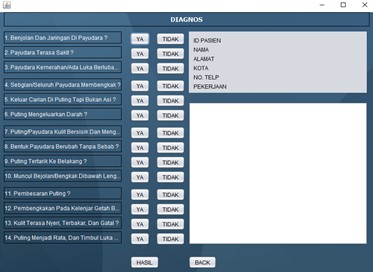 DIAGNOS
1. Benjolan Dan Jaringan Di Payudara ? YA TIDAK
2. Payudara Terasa Sakit ? YA TIDAK
3. Payudara Kemerahan/Ada Luka Berluba... YA TIDAK
4. Sebgian/Seluruh Payudara Membengkak ? YA TIDAK
5. Keluar Cairan Di Puting Tapi Bukan Asi ? YA TIDAK
6. Puting Mengeluarkan Darah ? YA TIDAK
7. Puting/Payudara Kulit Bersisik Dan Meng... YA TIDAK
8. Bentuk Payudara Berubah Tanpa Sebab ? YA TIDAK
9. Puting Tertarik Ke Belakang ? YA TIDAK
10. Muncul Bejolan/Bengkak Dibawah Leng... YA TIDAK
11. Pembesaran Puting ? YA TIDAK
12. Pembengkakan Pada Kelenjar Getah B... YA TIDAK
13. Kulit Terasa Nyeri, Terbakar, Dan Gatal ? YA TIDAK
14. Puting Menjadi Rata, Dan Timbul Luka ... YA TIDAK
ID PASIEN
NAMA
ALAMAT
KOTA
NO. TELP
PEKERJAAN
HASIL BACK